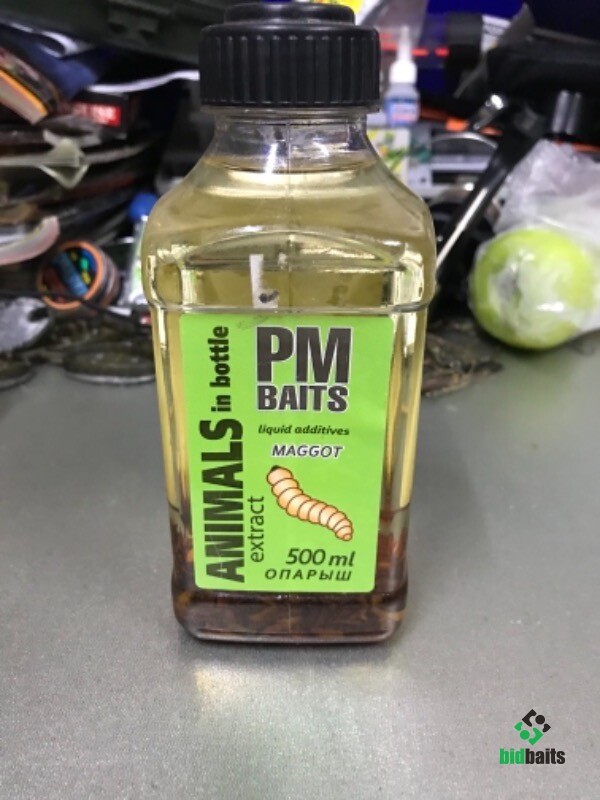 PM
BAITS
liquid additives
MAGGOT
ANIMALS in bottle
extract
500 ml
ОПАРЫШ
bidbaits